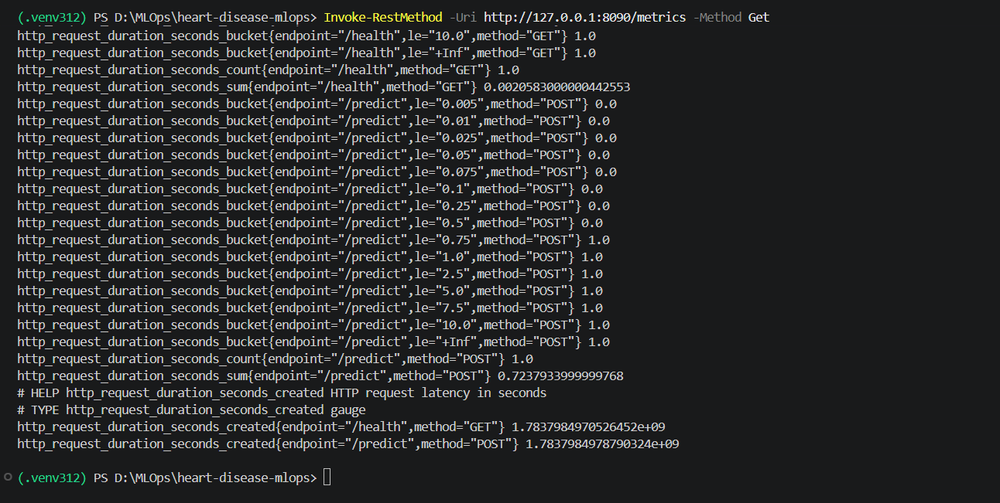 (.venv312) PS D:\MLOps\heart-disease-mlops> Invoke-RestMethod -Uri http://127.0.0.1:8090/metrics -Method Get
http_request_duration_seconds_bucket{endpoint="/health",le="10.0",method="GET"} 1.0
http_request_duration_seconds_bucket{endpoint="/health",le="+Inf",method="GET"} 1.0
http_request_duration_seconds_count{endpoint="/health",method="GET"} 1.0
http_request_duration_seconds_sum{endpoint="/health",method="GET"} 0.0020583000000442553
http_request_duration_seconds_bucket{endpoint="/predict",le="0.005",method="POST"} 0.0
http_request_duration_seconds_bucket{endpoint="/predict",le="0.01",method="POST"} 0.0
http_request_duration_seconds_bucket{endpoint="/predict",le="0.025",method="POST"} 0.0
http_request_duration_seconds_bucket{endpoint="/predict",le="0.05",method="POST"} 0.0
http_request_duration_seconds_bucket{endpoint="/predict",le="0.075",method="POST"} 0.0
http_request_duration_seconds_bucket{endpoint="/predict",le="0.1",method="POST"} 0.0
http_request_duration_seconds_bucket{endpoint="/predict",le="0.25",method="POST"} 0.0
http_request_duration_seconds_bucket{endpoint="/predict",le="0.5",method="POST"} 0.0
http_request_duration_seconds_bucket{endpoint="/predict",le="0.75",method="POST"} 1.0
http_request_duration_seconds_bucket{endpoint="/predict",le="1.0",method="POST"} 1.0
http_request_duration_seconds_bucket{endpoint="/predict",le="2.5",method="POST"} 1.0
http_request_duration_seconds_bucket{endpoint="/predict",le="5.0",method="POST"} 1.0
http_request_duration_seconds_bucket{endpoint="/predict",le="7.5",method="POST"} 1.0
http_request_duration_seconds_bucket{endpoint="/predict",le="10.0",method="POST"} 1.0
http_request_duration_seconds_bucket{endpoint="/predict",le="+Inf",method="POST"} 1.0
http_request_duration_seconds_count{endpoint="/predict",method="POST"} 1.0
http_request_duration_seconds_sum{endpoint="/predict",method="POST"} 0.7237933999999768
# HELP http_request_duration_seconds_created HTTP request latency in seconds
# TYPE http_request_duration_seconds_created gauge
http_request_duration_seconds_created{endpoint="/health",method="GET"} 1.7837984970526452e+09
http_request_duration_seconds_created{endpoint="/predict",method="POST"} 1.7837984978790324e+09
(.venv312) PS D:\MLOps\heart-disease-mlops>